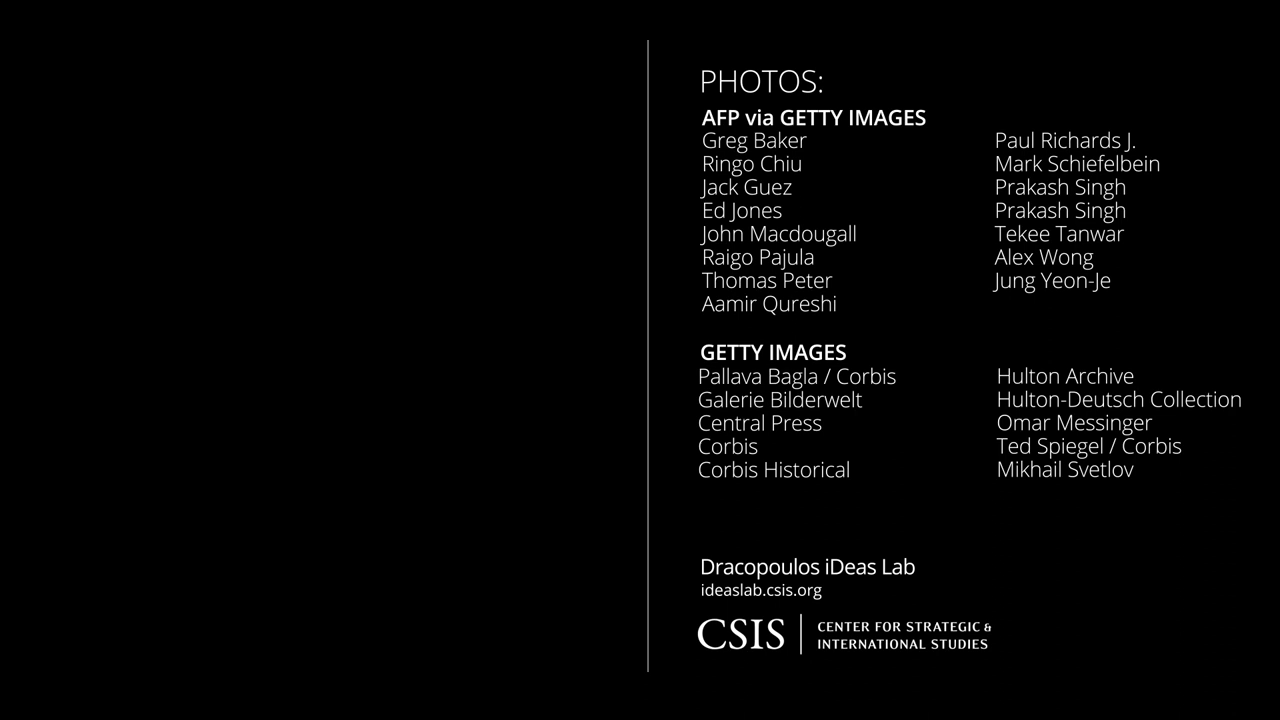 PHOTOS:
AFP via GETTY IMAGES
Greg Baker
Ringo Chiu
Jack Guez
Ed Jones
John Macdougall
Raigo Pajula
Thomas Peter
Aamir Qureshi
Paul Richards J.
Mark Schiefelbein
Prakash Singh
Prakash Singh
Tekee Tanwar
Alex Wong
Jung Yeon-Je
GETTY IMAGES
Pallava Bagla / Corbis
Galerie Bilderwelt
Central Press
Corbis
Corbis Historical
Hulton Archive
Hulton-Deutsch Collection
Omar Messinger
Ted Spiegel / Corbis
Mikhail Svetlov
Dracopoulos iDeas Lab
ideaslab.csis.org
CSIS
CENTER FOR STRATEGIC &
INTERNATIONAL STUDIES